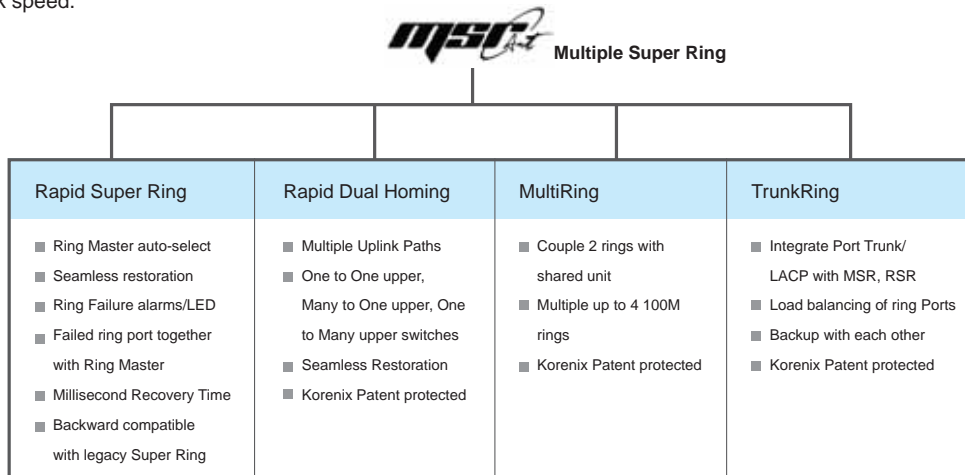 x speed.
msr Art Multiple Super Ring
Rapid Super Ring
Ring Master auto-select
Seamless restoration
Ring Failure alarms/LED
Failed ring port together
with Ring Master
Millisecond Recovery Time
Backward compatible
with legacy Super Ring
Rapid Dual Homing
Multiple Uplink Paths
One to One upper,
Many to One upper, One
to Many upper switches
Seamless Restoration
Korenix Patent protected
MultiRing
Couple 2 rings with
shared unit
Multiple up to 4 100M
rings
Korenix Patent protected
TrunkRing
Integrate Port Trunk/
LACP with MSR, RSR
Load balancing of ring Ports
Backup with each other
Korenix Patent protected